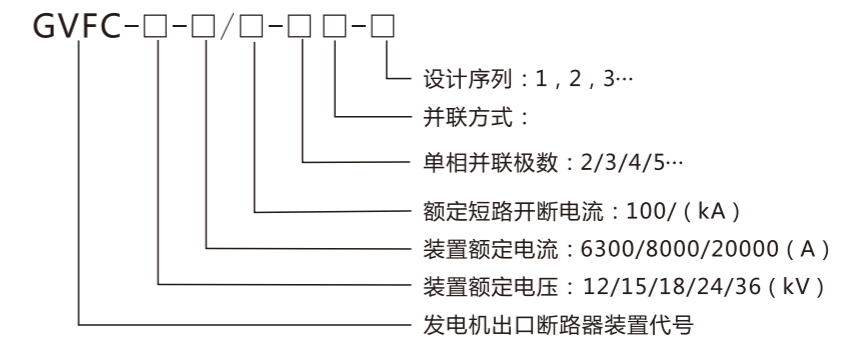 GVFC-□-□/□-□ □-□
设计序列：1，2，3…
并联方式：
单相并联极数：2/3/4/5…
额定短路开断电流：100/（kA）
装置额定电流：6300/8000/20000（A）
装置额定电压：12/15/18/24/36（kV）
发电机出口断路器装置代号